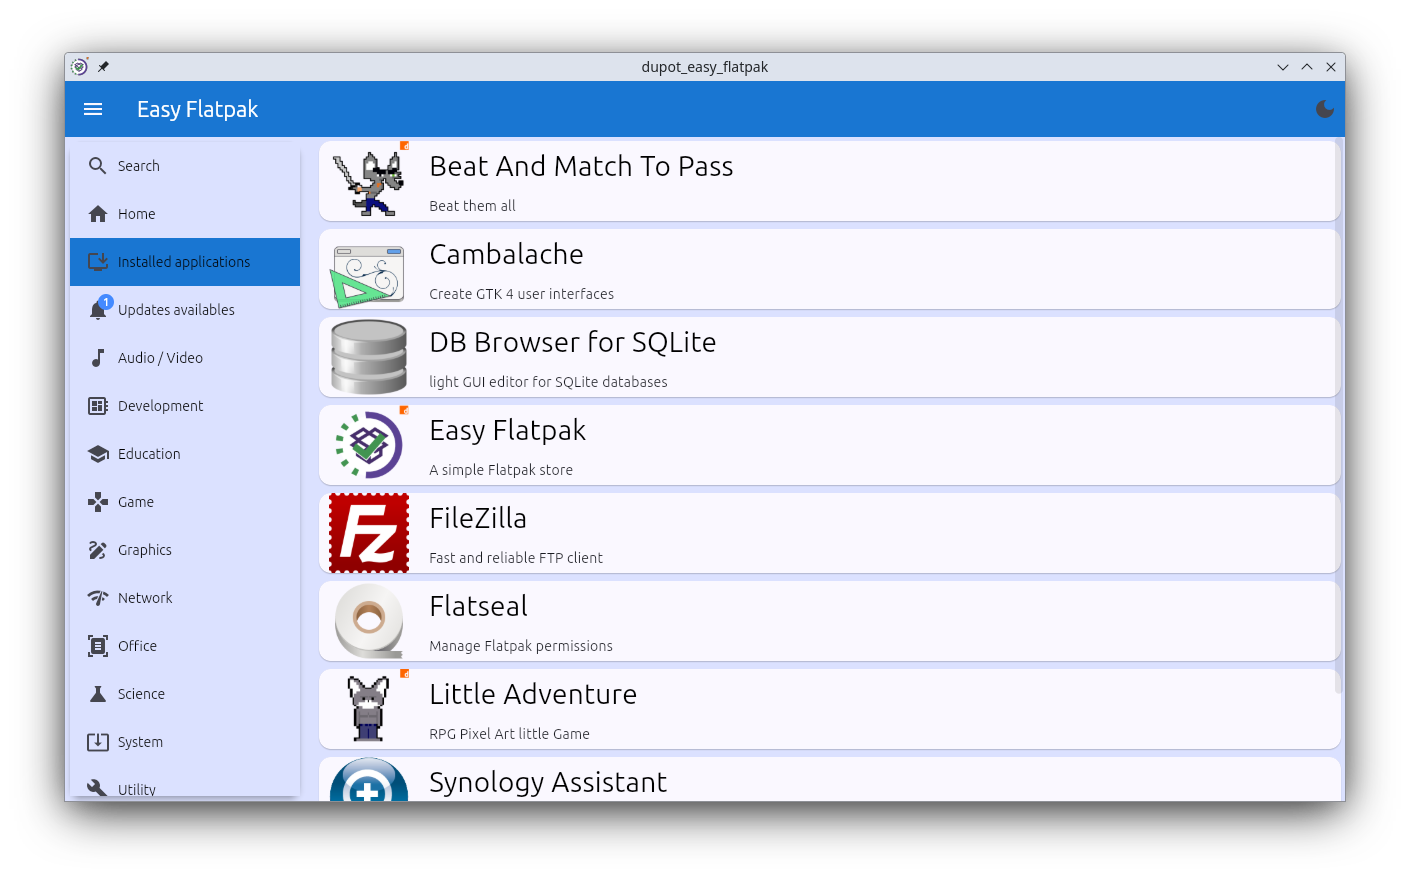 dupot_easy_flatpak
Easy Flatpak
Search
Home
Installed applications
1
Updates availables
Audio / Video
Development
Education
Game
Graphics
Network
Office
Science
System
Utility
Beat And Match To Pass
Beat them all
Cambalache
Create GTK 4 user interfaces
DB Browser for SQLite
light GUI editor for SQLite databases
Easy Flatpak
A simple Flatpak store
Fz
FileZilla
Fast and reliable FTP client
Flatseal
Manage Flatpak permissions
Little Adventure
RPG Pixel Art little Game
Synology Assistant